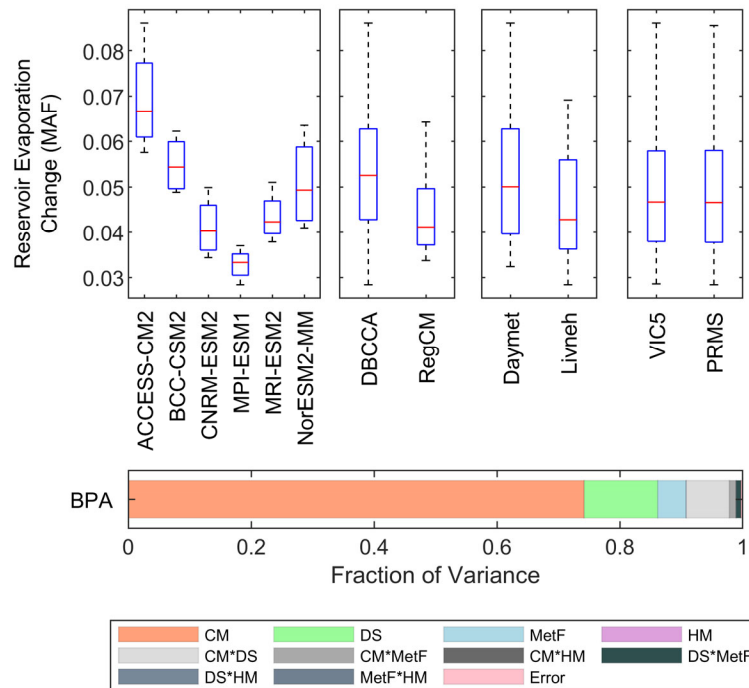 Reservoir Evaporation
Change (MAF)
0.08
0.07
0.06
0.05
0.04
0.03
ACCESS-CM2
BCC-CSM2
CNRM-ESM2
MPI-ESM1
MRI-ESM2
NorESM2-MM
DBCCA
RegCM
Daymet
Livneh
VIC5
PRMS
BPA
0 0.2 0.4 0.6 0.8 1
Fraction of Variance
CM DS MetF HM
CM*DS CM*MetF CM*HM DS*MetF
DS*HM MetF*HM Error